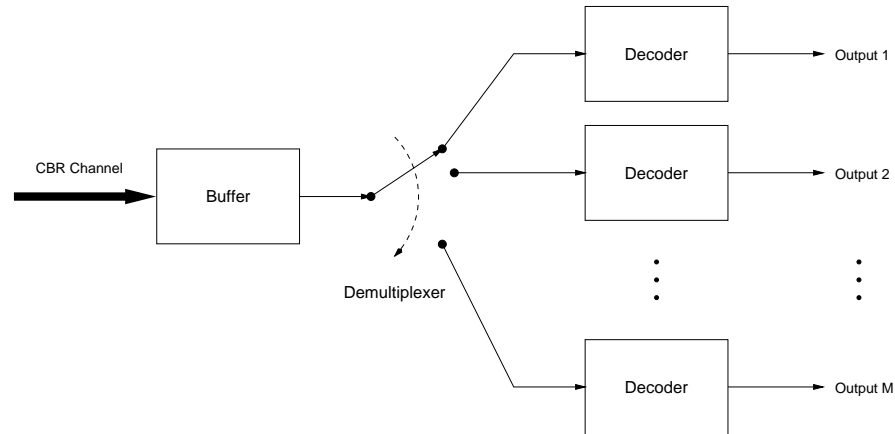 Decoder
Output 1
CBR Channel
Buffer
Decoder
Output 2
Demultiplexer
Decoder
Output M